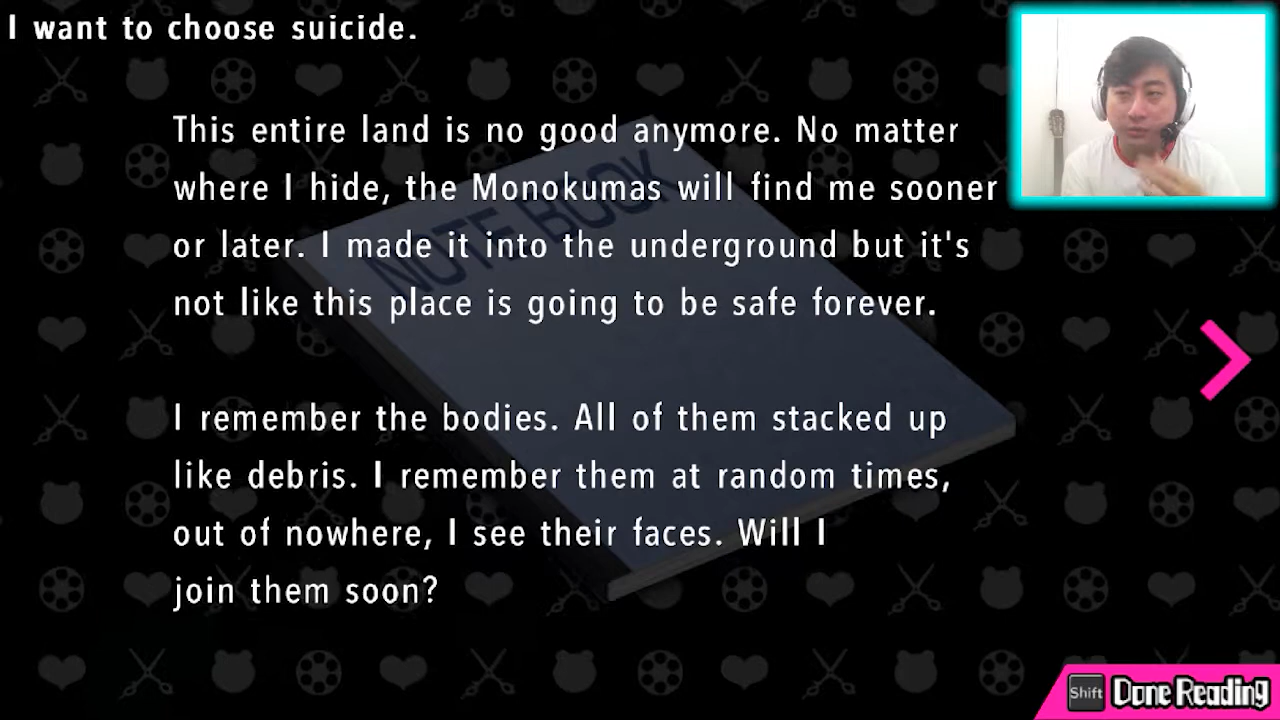 I want to choose suicide.
This entire land is no good anymore. No matter
where I hide, the Monokumas will find me sooner
or later. I made it into the underground but it's
not like this place is going to be safe forever.
I remember the bodies. All of them stacked up
like debris. I remember them at random times,
out of nowhere, I see their faces. Will I
join them soon?
NOTE BOOK
Shift Done Reading